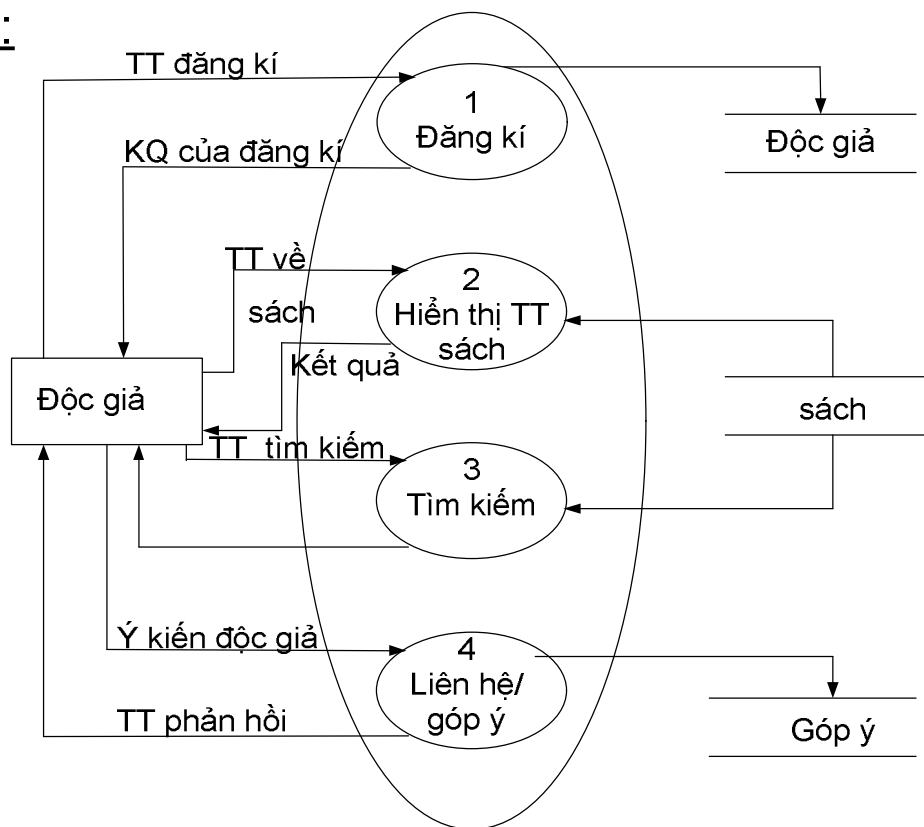 :
TT đăng kí
1
Đăng kí
Độc giả
KQ của đăng kí
TT về
sách
2
Hiển thị TT
sách
Kết quả
Độc giả
sách
TT tìm kiếm
3
Tìm kiếm
Ý kiến độc giả
4
Liên hệ/
góp ý
TT phản hồi
Góp ý